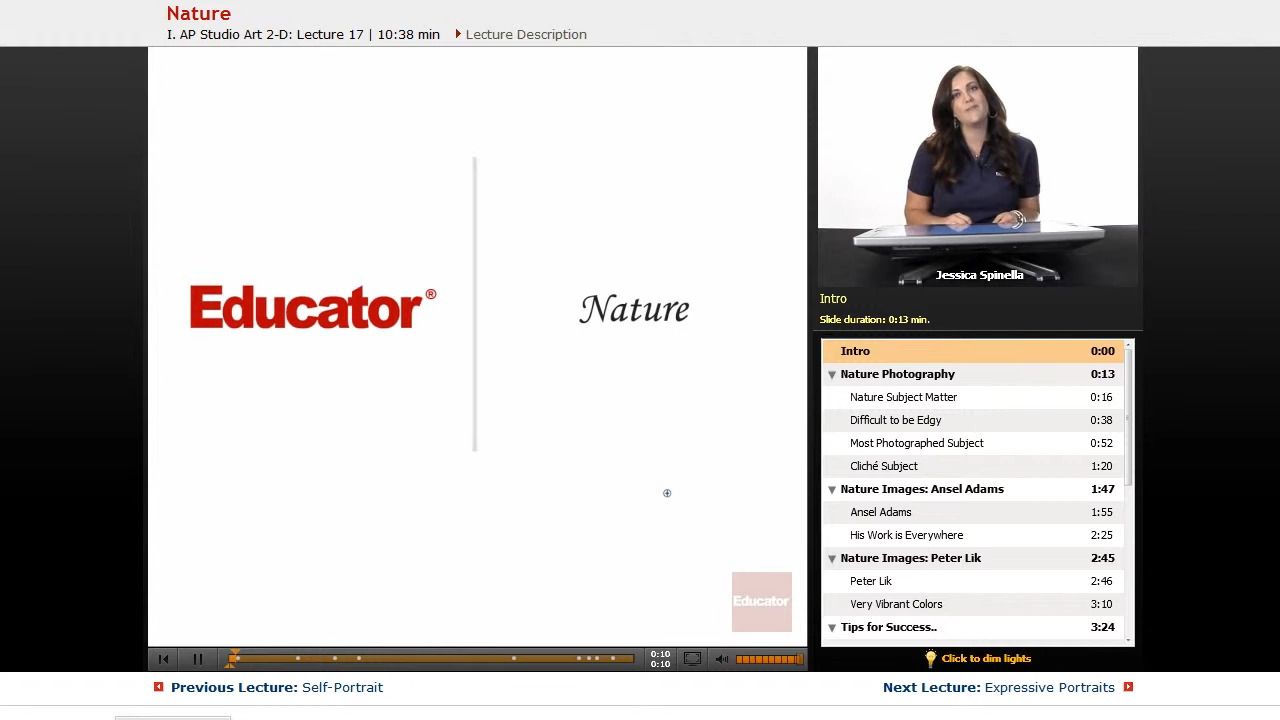 Nature
I. AP Studio Art 2-D: Lecture 17 | 10:38 min Lecture Description
Educator®
Nature
Educator
Jessica Spinella
Intro
Slide duration: 0:13 min.
Intro 0:00
Nature Photography 0:13
Nature Subject Matter 0:16
Difficult to be Edgy 0:38
Most Photographed Subject 0:52
Cliché Subject 1:20
Nature Images: Ansel Adams 1:47
Ansel Adams 1:55
His Work is Everywhere 2:25
Nature Images: Peter Lik 2:45
Peter Lik 2:46
Very Vibrant Colors 3:10
Tips for Success.. 3:24
0:10
0:10
Click to dim lights
Previous Lecture: Self-Portrait
Next Lecture: Expressive Portraits